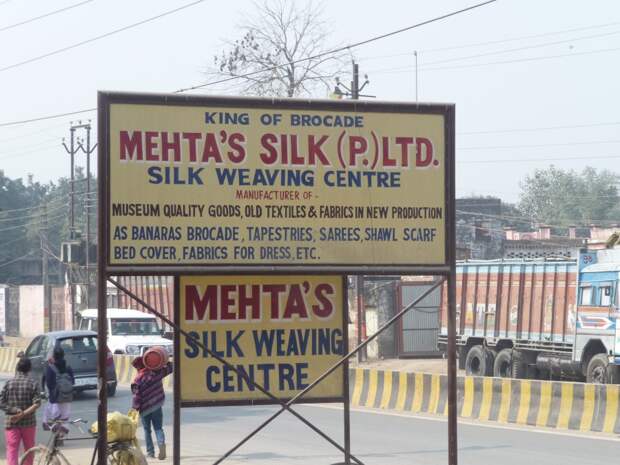 KING OF BROCADE
MEHTA'S SILK (P.) LTD.
SILK WEAVING CENTRE
MANUFACTURER OF -
MUSEUM QUALITY GOODS, OLD TEXTILES & FABRICS IN NEW PRODUCTION
AS BANARAS BROCADE, TAPESTRIES, SAREES, SHAWL SCARF
BED COVER, FABRICS FOR DRESS, ETC.
MEHTA'S
SILK WEAVING
CENTRE